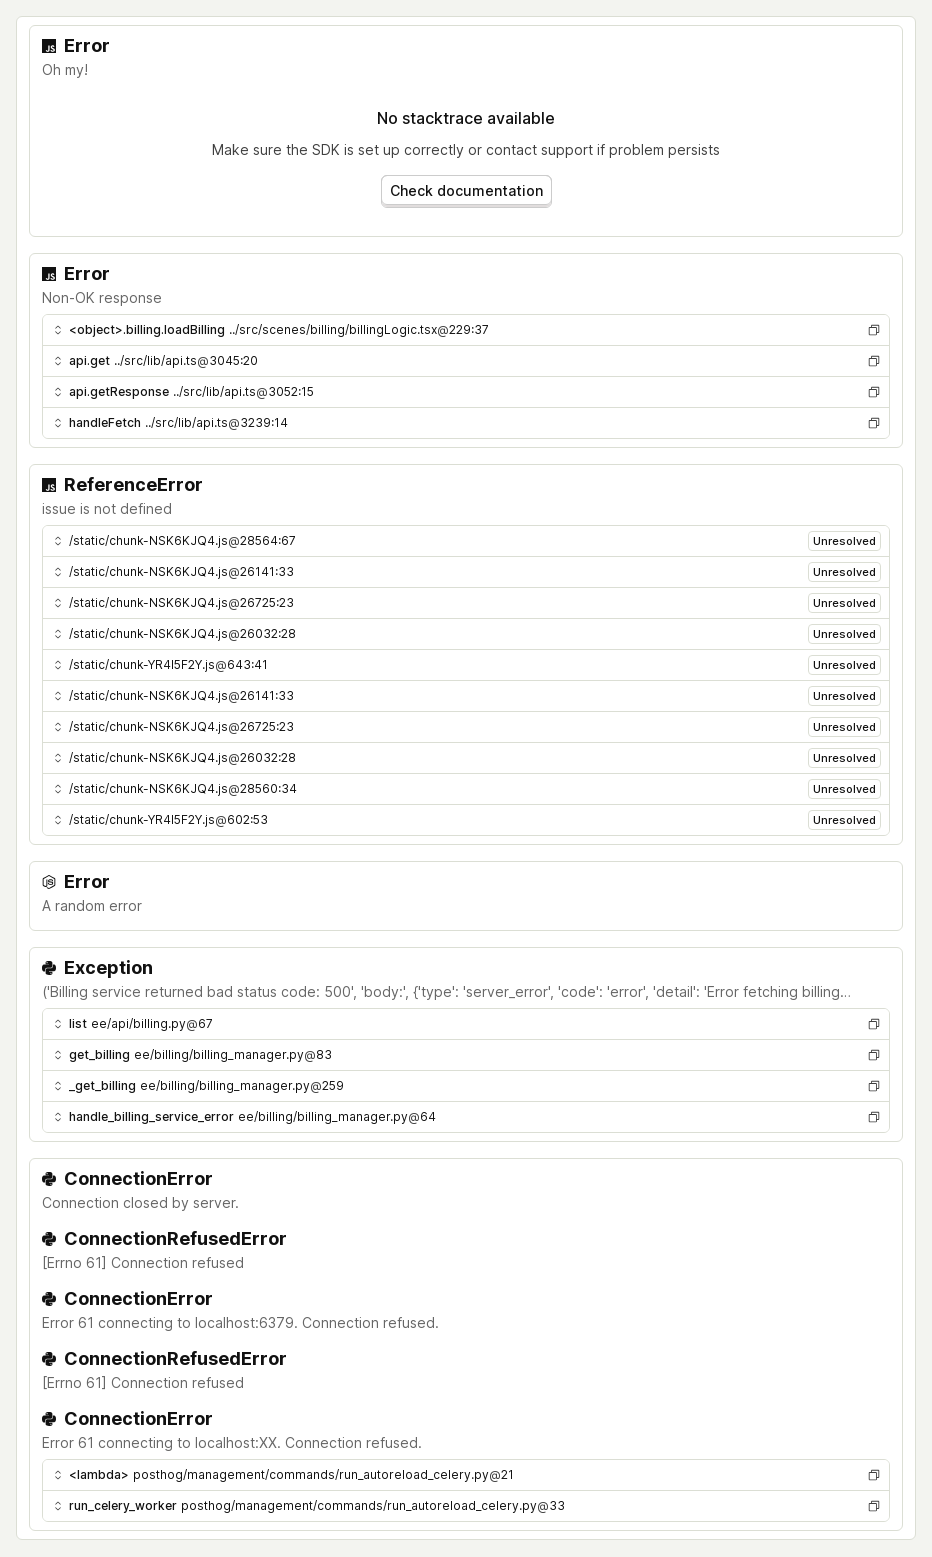 JS Error
Oh my!
No stacktrace available
Make sure the SDK is set up correctly or contact support if problem persists
Check documentation
JS Error
Non-OK response
<object>.billing.loadBilling ../src/scenes/billing/billingLogic.tsx@229:37
api.get ../src/lib/api.ts@3045:20
api.getResponse ../src/lib/api.ts@3052:15
handleFetch ../src/lib/api.ts@3239:14
JS ReferenceError
issue is not defined
/static/chunk-NSK6KJQ4.js@28564:67 Unresolved
/static/chunk-NSK6KJQ4.js@26141:33 Unresolved
/static/chunk-NSK6KJQ4.js@26725:23 Unresolved
/static/chunk-NSK6KJQ4.js@26032:28 Unresolved
/static/chunk-YR4I5F2Y.js@643:41 Unresolved
/static/chunk-NSK6KJQ4.js@26141:33 Unresolved
/static/chunk-NSK6KJQ4.js@26725:23 Unresolved
/static/chunk-NSK6KJQ4.js@26032:28 Unresolved
/static/chunk-NSK6KJQ4.js@28560:34 Unresolved
/static/chunk-YR4I5F2Y.js@602:53 Unresolved
JS Error
A random error
Exception
('Billing service returned bad status code: 500', 'body:', {'type': 'server_error', 'code': 'error', 'detail': 'Error fetching billing…
list ee/api/billing.py@67
get_billing ee/billing/billing_manager.py@83
_get_billing ee/billing/billing_manager.py@259
handle_billing_service_error ee/billing/billing_manager.py@64
ConnectionError
Connection closed by server.
ConnectionRefusedError
[Errno 61] Connection refused
ConnectionError
Error 61 connecting to localhost:6379. Connection refused.
ConnectionRefusedError
[Errno 61] Connection refused
ConnectionError
Error 61 connecting to localhost:XX. Connection refused.
<lambda> posthog/management/commands/run_autoreload_celery.py@21
run_celery_worker posthog/management/commands/run_autoreload_celery.py@33